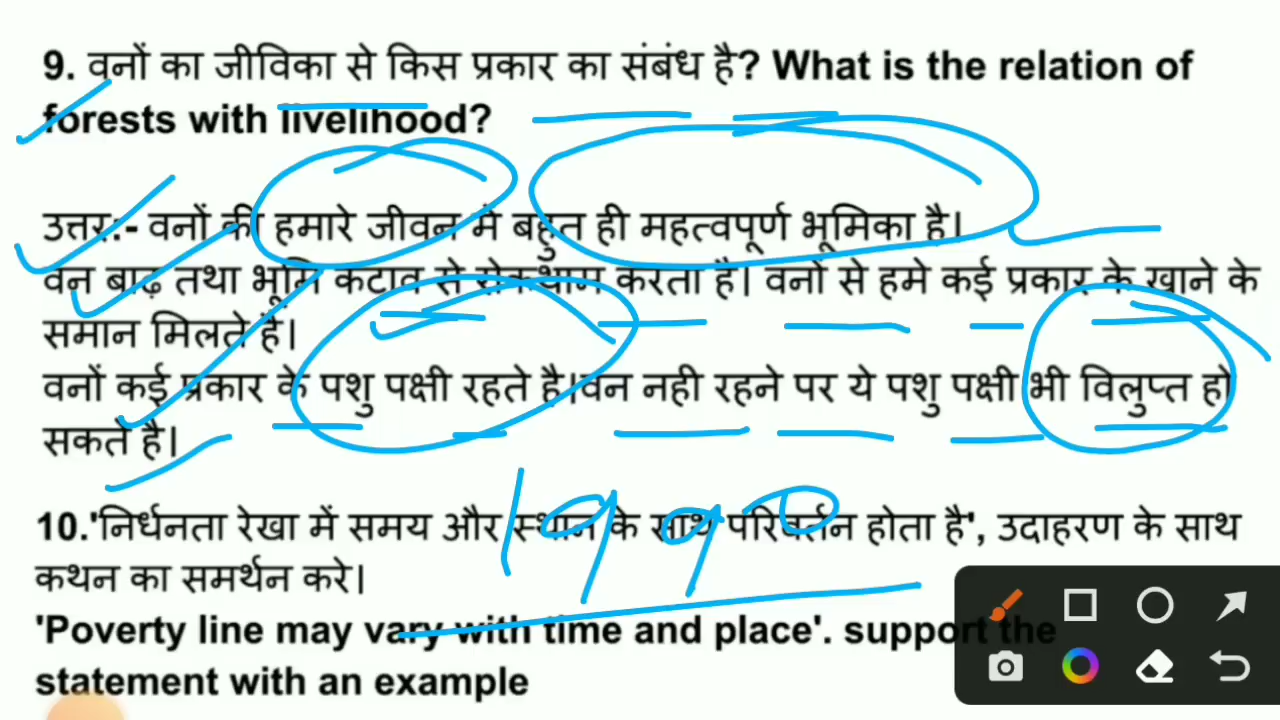 9. वनों का जीविका से किस प्रकार का संबंध है? What is the relation of
forests with livelihood?
उत्तर:- वनों की हमारे जीवन में बहुत ही महत्वपूर्ण भूमिका है।
वन बाढ़ तथा भूमि कटाव से रोकथाम करता है। वनों से हमे कई प्रकार के खाने के
समान मिलते है।
वनों कई प्रकार के पशु पक्षी रहते है।वन नही रहने पर ये पशु पक्षी भी विलुप्त हो
सकते है।
1990
10.'निर्धनता रेखा में समय और स्थान के साथ परिवर्तन होता है', उदाहरण के साथ
कथन का समर्थन करे।
'Poverty line may vary with time and place'. support the
statement with an example